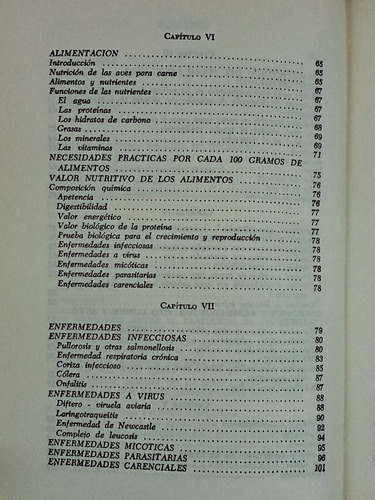 CAPÍTULO VI
ALIMENTACION 65
Introducción 65
Nutrición de las aves para carne 65
Alimentos y nutrientes 65
Funciones de las nutrientes 67
El agua 67
Las proteínas 67
Los hidratos de carbono 67
Grasas 68
Los minerales 69
Las vitaminas 69
NECESIDADES PRACTICAS POR CADA 100 GRAMOS DE 71
ALIMENTOS
VALOR NUTRITIVO DE LOS ALIMENTOS 75
Composición química 76
Apetencia 76
Digestibilidad 76
Valor energético 77
Valor biológico de la proteína 77
Prueba biológica para el crecimiento y reproducción 77
Enfermedades infecciosas 78
Enfermedades a virus 78
Enfermedades micóticas 78
Enfermedades parasitarias 78
Enfermedades carenciales 78
CAPÍTULO VII
ENFERMEDADES 79
ENFERMEDADES INFECCIOSAS 80
Pullorosis y otras salmonellosis 80
Enfermedad respiratoria crónica 83
Coriza infeccioso 85
Cólera 87
Onfalitis 87
ENFERMEDADES A VIRUS 88
Diftero - viruela aviaria 88
Laringotraqueitis 90
Enfermedad de Newcastle 92
Complejo de leucosis 94
ENFERMEDADES MICOTICAS 95
ENFERMEDADES PARASITARIAS 96
ENFERMEDADES CARENCIALES 101